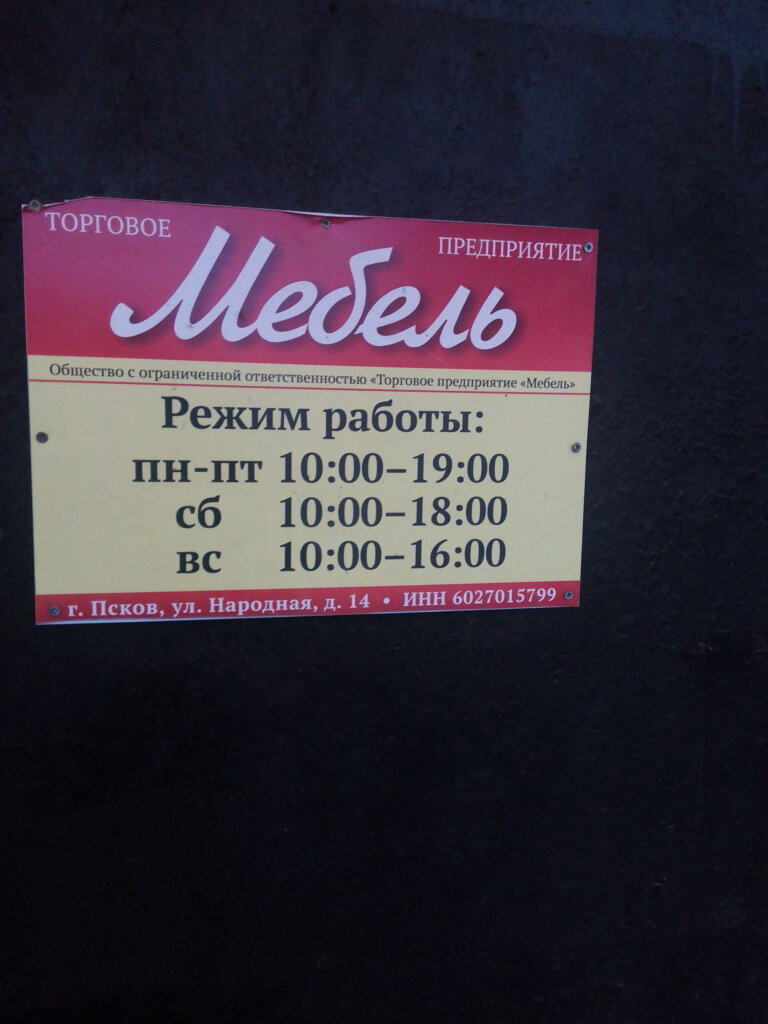 ТОРГОВОЕ
ПРЕДПРИЯТИЕ
Мебель
Общество с ограниченной ответственностью «Торговое предприятие «Мебель»
Режим работы:
пн-пт 10:00–19:00
сб 10:00–18:00
вс 10:00–16:00
г. Псков, ул. Народная, д. 14 • ИНН 6027015799